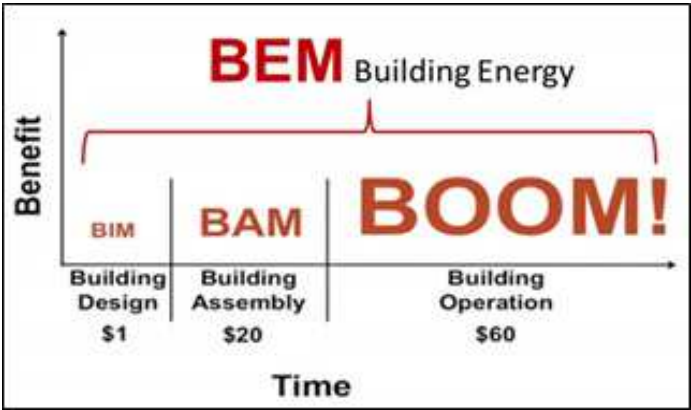 BEM Building Energy
Benefit
BIM
BAM
BOOM!
Building
Design
$1
Building
Assembly
$20
Building
Operation
$60
Time